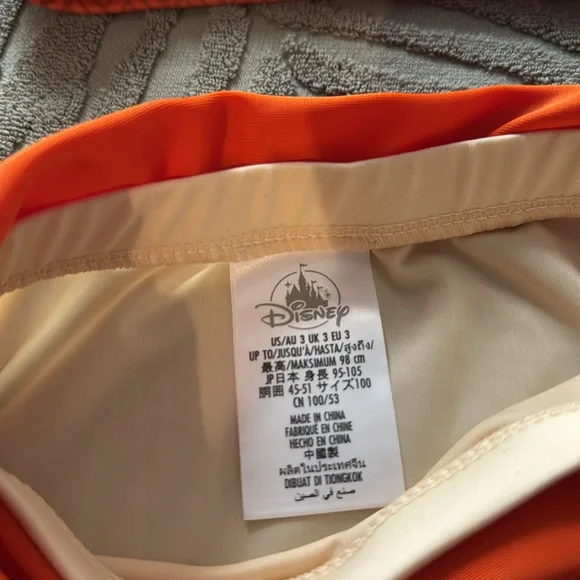 Disney
US/AU 3 UK 3 EU 3
UP TO/JUSQU'À/HASTA/สูงถึง/
最高/MAKSIMUM 98 cm
JP日本 身長 95-105
胴囲 45-51 サイズ100
CN 100/53
MADE IN CHINA
FABRIQUÉ EN CHINE
HECHO EN CHINA
中國製
ผลิตในประเทศจีน
DIBUAT DI TIONGKOK
صنع في الصين